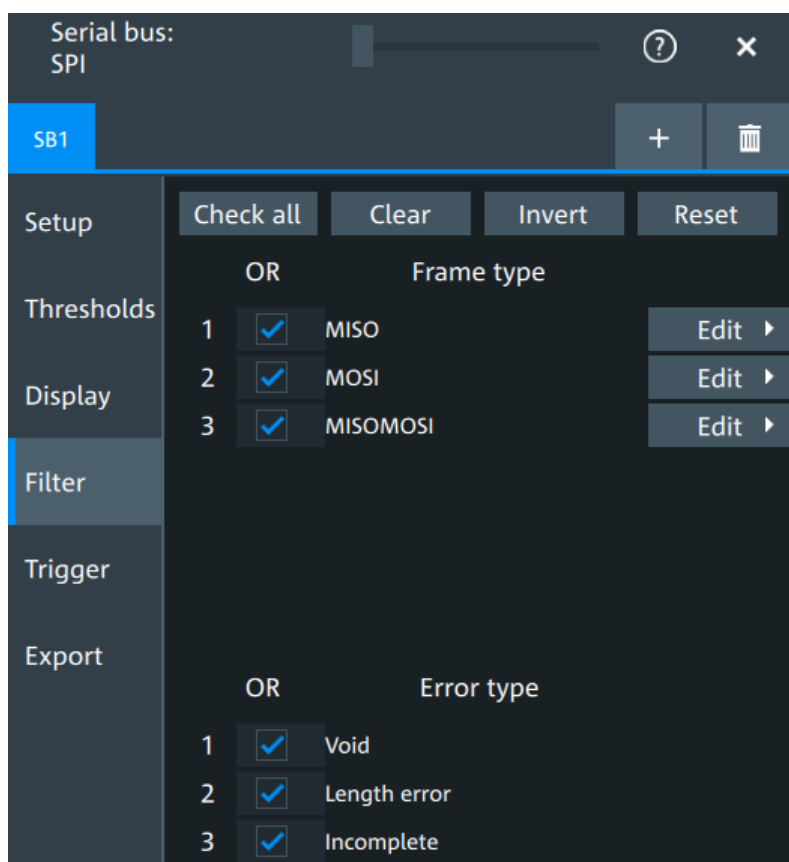 Serial bus:
SPI
?
SB1
+
Setup
Thresholds
Display
Filter
Trigger
Export
Check all Clear Invert Reset
OR Frame type
1 MISO Edit
2 MOSI Edit
3 MISOMOSI Edit
OR Error type
1 Void
2 Length error
3 Incomplete